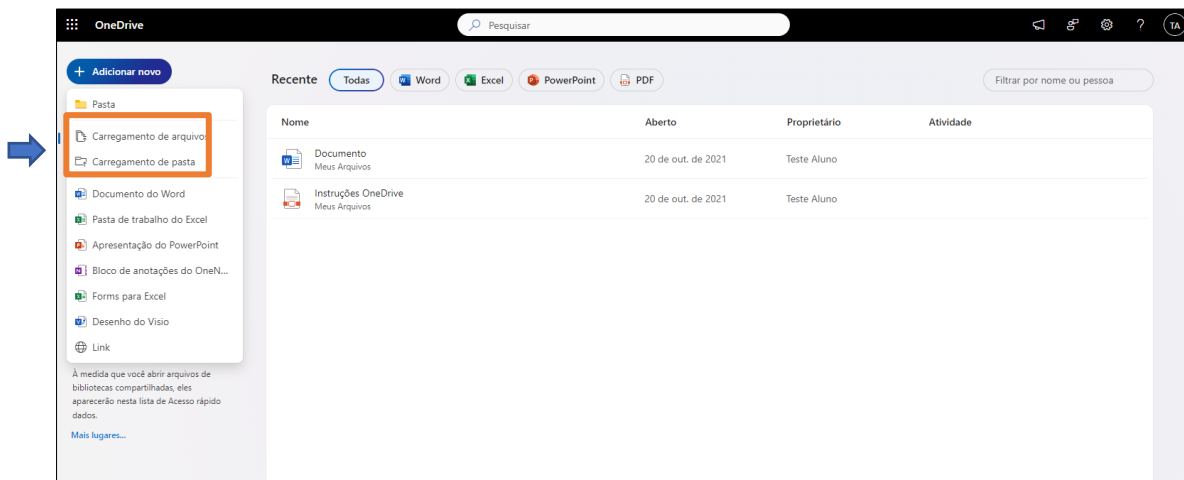 OneDrive
Pesquisar
?
TA
+ Adicionar novo
Pasta
Carregamento de arquivos
Carregamento de pasta
Documento do Word
Pasta de trabalho do Excel
Apresentação do PowerPoint
Bloco de anotações do OneN...
Forms para Excel
Desenho do Visio
Link
À medida que você abrir arquivos de
bibliotecas compartilhadas, eles
aparecerão nesta lista de Acesso rápido
dados.
Mais lugares...
Recente Todas Word Excel PowerPoint PDF
Filtrar por nome ou pessoa
Nome Aberto Proprietário Atividade
Documento
Meus Arquivos
20 de out. de 2021 Teste Aluno
Instruções OneDrive
Meus Arquivos
20 de out. de 2021 Teste Aluno